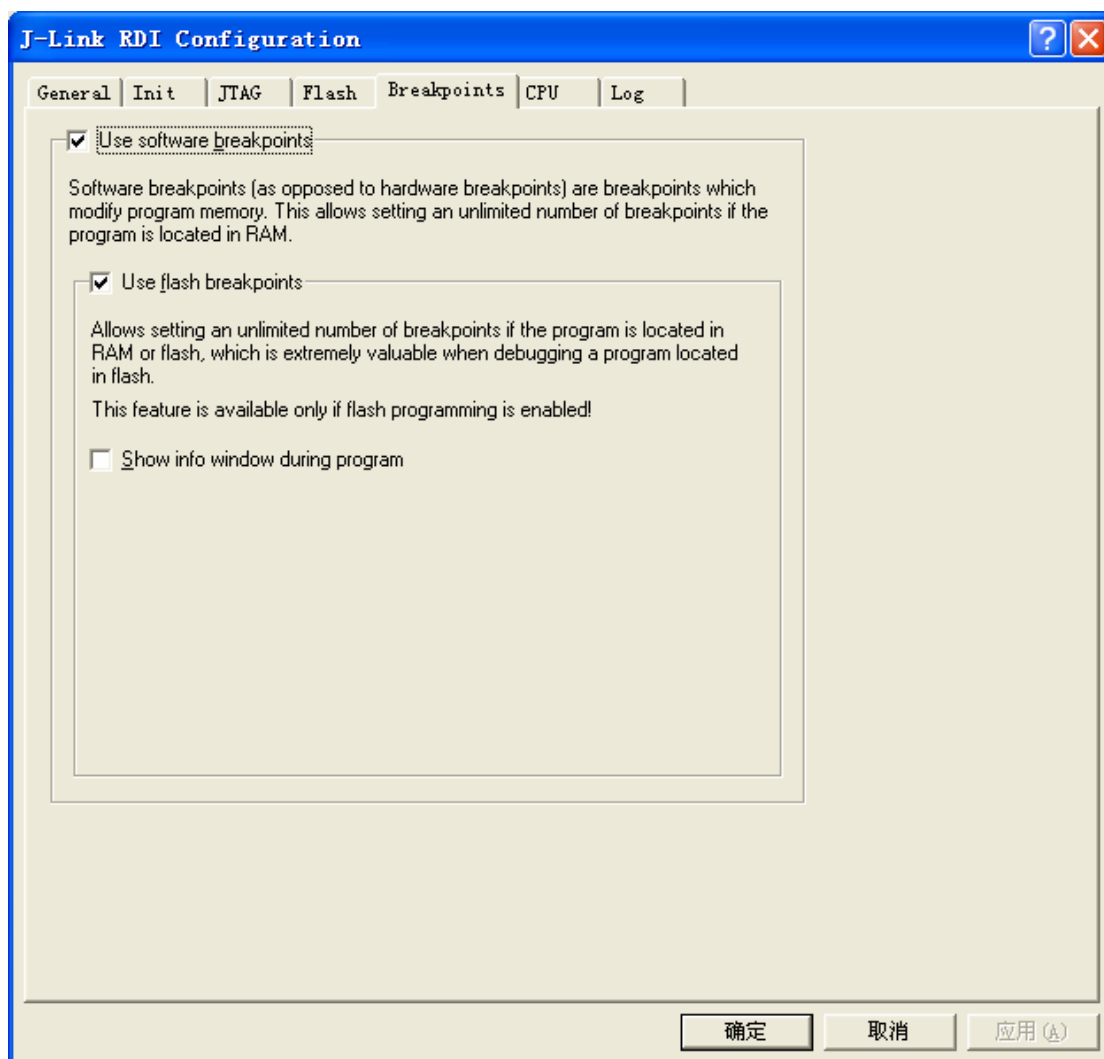 J-Link RDI Configuration
General Init JTAG Flash Breakpoints CPU Log
Use software breakpoints
Software breakpoints (as opposed to hardware breakpoints) are breakpoints which
modify program memory. This allows setting an unlimited number of breakpoints if the
program is located in RAM.
Use flash breakpoints
Allows setting an unlimited number of breakpoints if the program is located in
RAM or flash, which is extremely valuable when debugging a program located
in flash.
This feature is available only if flash programming is enabled!
Show info window during program
确定 取消 应用(A)